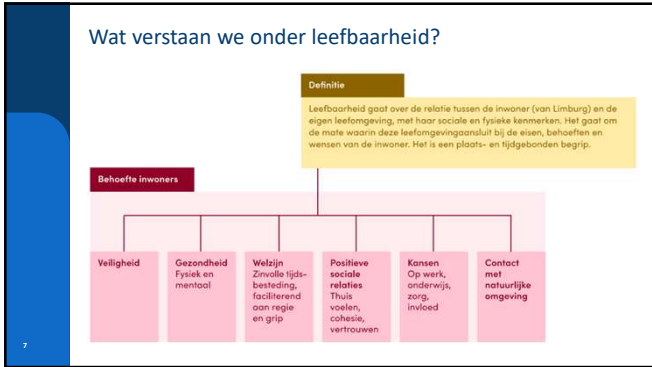 Wat verstaan we onder leefbaarheid?
Definitie
Leefbaarheid gaat over de relatie tussen de inwoner (van Limburg) en de
eigen leefomgeving, met haar sociale en fysieke kenmerken. Het gaat om
de mate waarin deze leefomgevingaansluit bij de eisen, behoeften en
wensen van de inwoner. Het is een plaats- en tijdgebonden begrip.
Behoefte inwoners
Veiligheid
Gezondheid
Fysiek en
mentaal
Welzijn
Zinvolle tijds-
besteding,
faciliterend
aan regie
en grip
Positieve
sociale
relaties
Thuis
voelen,
cohesie,
vertrouwen
Kansen
Op werk,
onderwijs,
zorg,
invloed
Contact
met
natuurlijke
omgeving
7